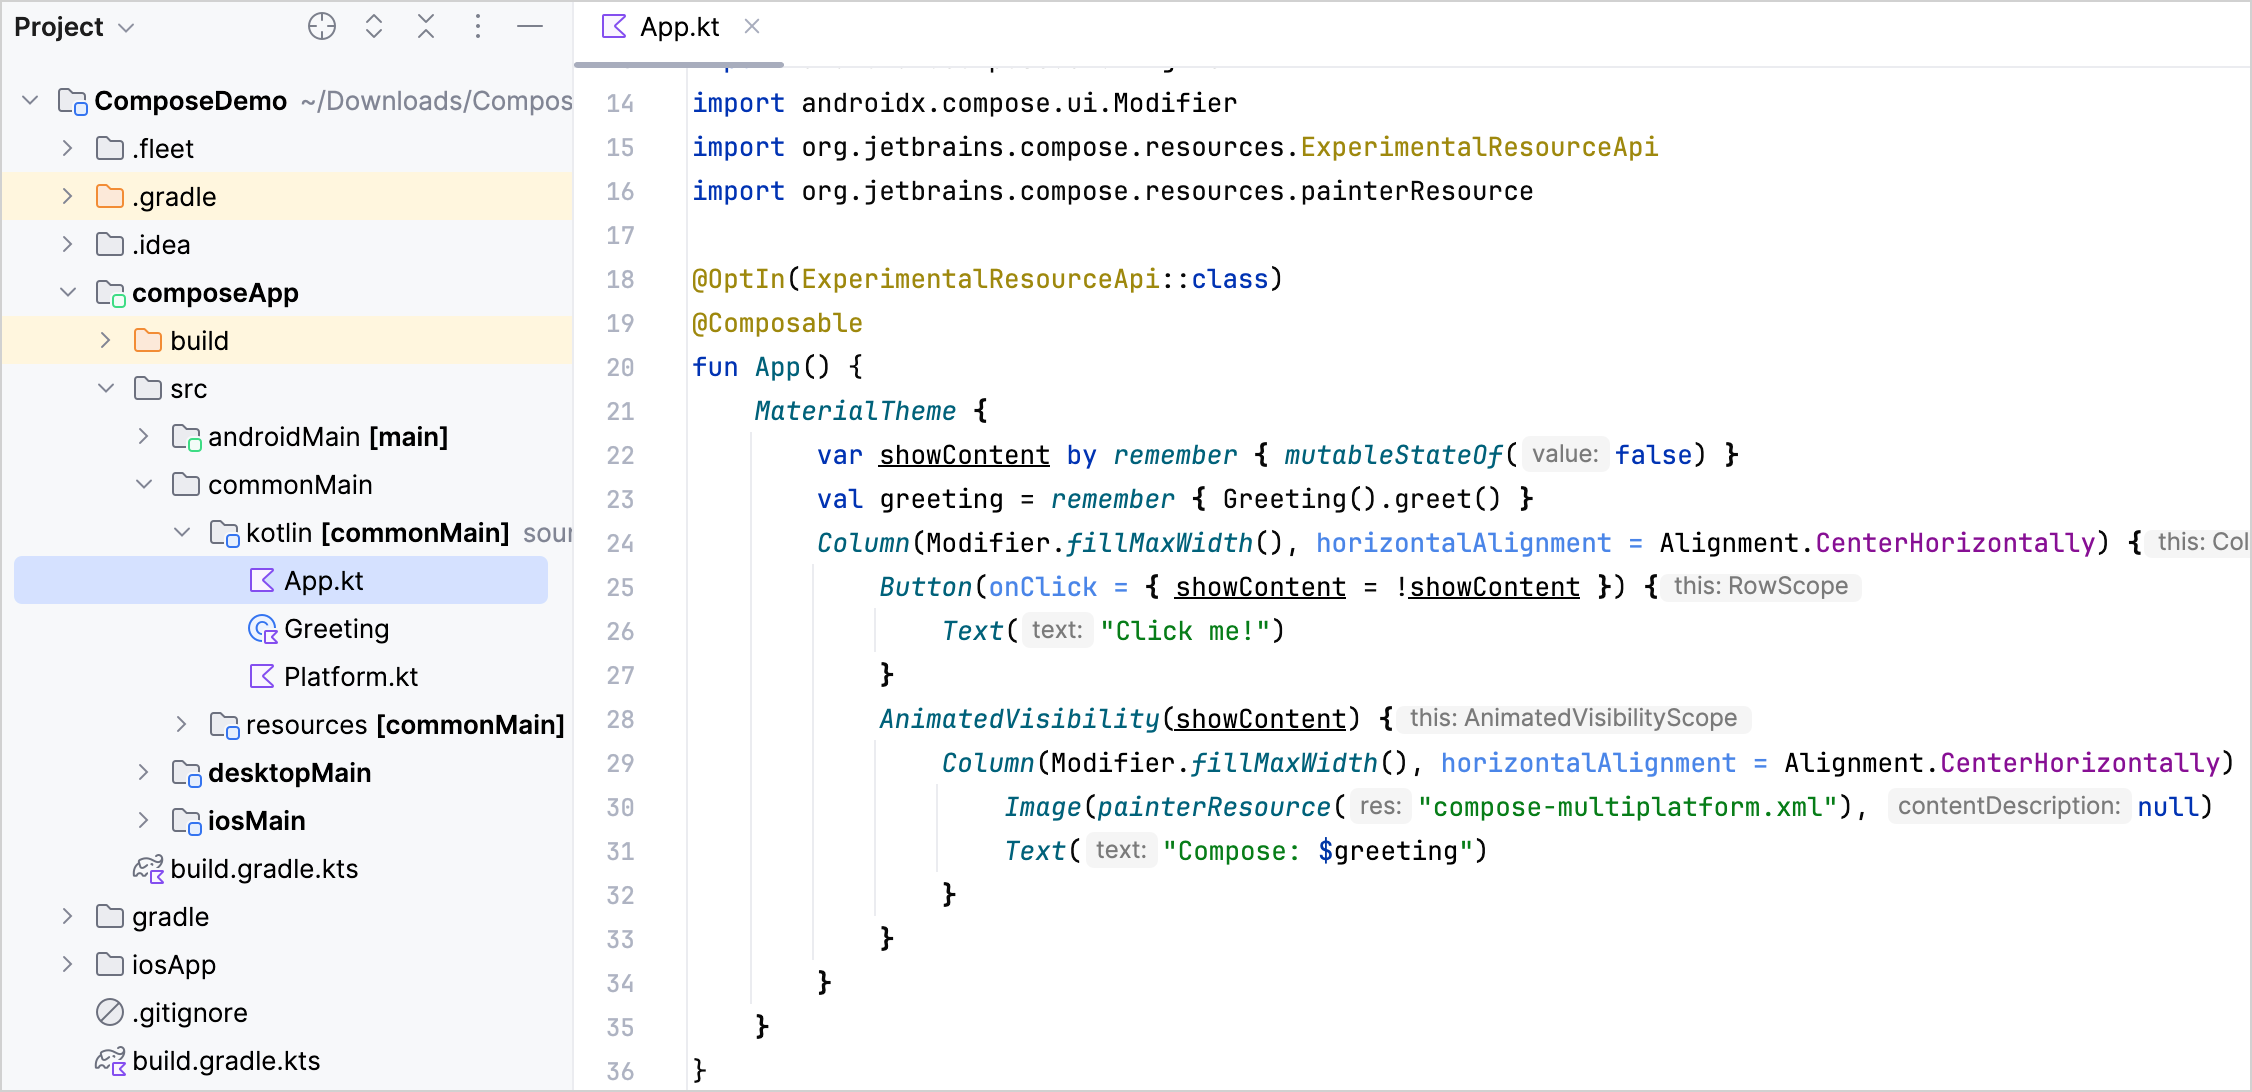 Project
ComposeDemo ~/Downloads/Compos
.fleet
.gradle
.idea
composeApp
build
src
androidMain [main]
commonMain
kotlin [commonMain] sour
App.kt
Greeting
Platform.kt
resources [commonMain]
desktopMain
iosMain
build.gradle.kts
gradle
iosApp
.gitignore
build.gradle.kts
App.kt
14 import androidx.compose.ui.Modifier
15 import org.jetbrains.compose.resources.ExperimentalResourceApi
16 import org.jetbrains.compose.resources.painterResource
17
18 @OptIn(ExperimentalResourceApi::class)
19 @Composable
20 fun App() {
21 MaterialTheme {
22 var showContent by remember { mutableStateOf( value: false) }
23 val greeting = remember { Greeting().greet() }
24 Column(Modifier.fillMaxWidth(), horizontalAlignment = Alignment.CenterHorizontally) { this: Col
25 Button(onClick = { showContent = !showContent }) { this: RowScope
26 Text( text: "Click me!")
27 }
28 AnimatedVisibility(showContent) { this: AnimatedVisibilityScope
29 Column(Modifier.fillMaxWidth(), horizontalAlignment = Alignment.CenterHorizontally)
30 Image(painterResource( res: "compose-multiplatform.xml"), contentDescription: null)
31 Text( text: "Compose: $greeting")
32 }
33 }
34 }
35 }
36 }